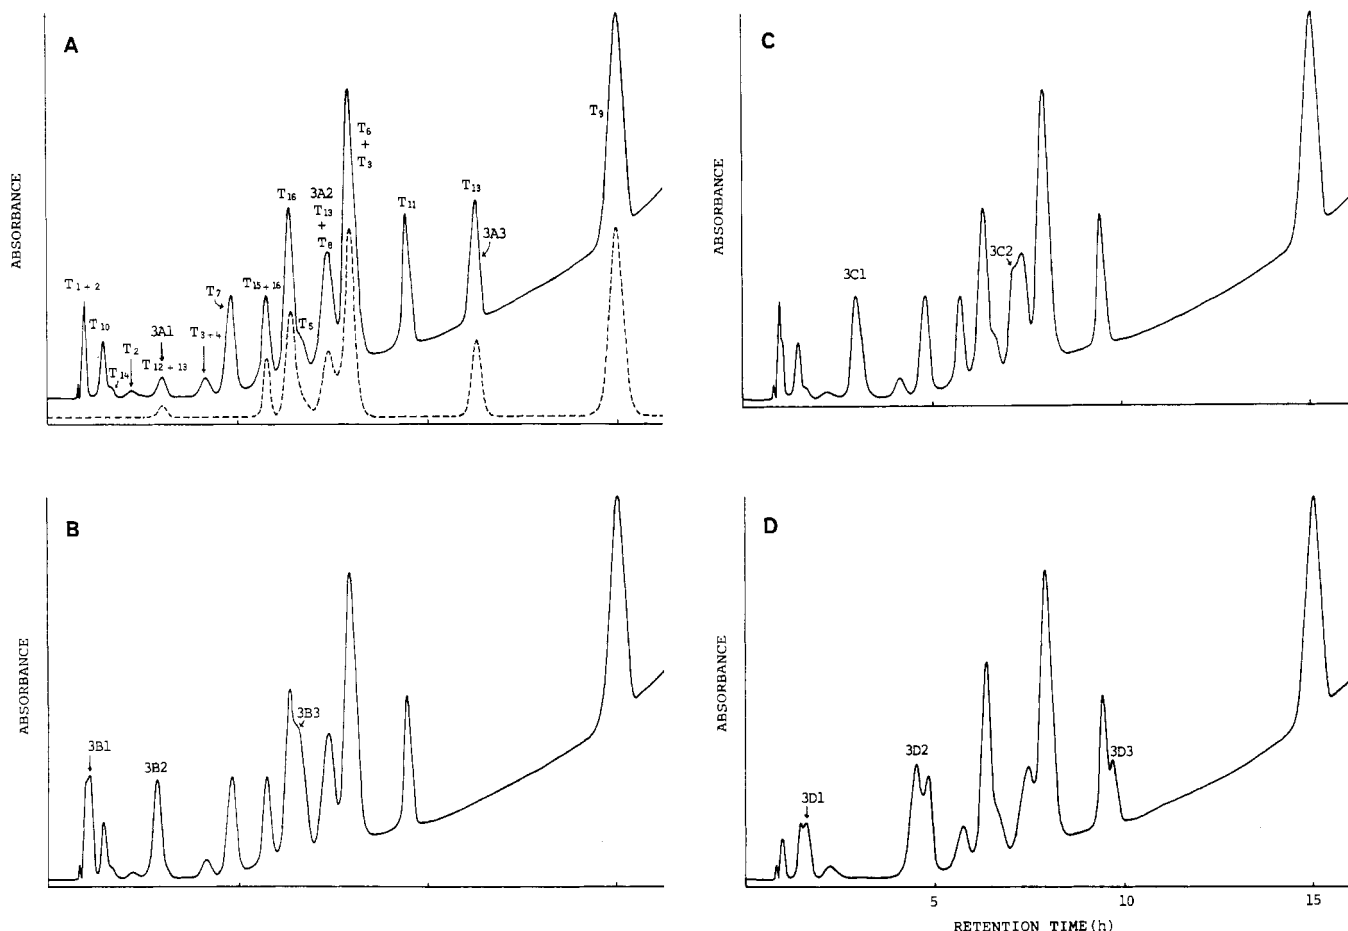 A
ABSORBANCE
T1+2
T10
T14
T2
3A1
T12+13
T3+4
T7
T15+16
T16
T5
3A2
T13
+
T8
T6
+
T3
T11
T13
3A3
T9
C
ABSORBANCE
3C1
3C2
B
ABSORBANCE
3B1
3B2
3B3
D
ABSORBANCE
3D1
3D2
3D3
5
10
15
RETENTION TIME(h)